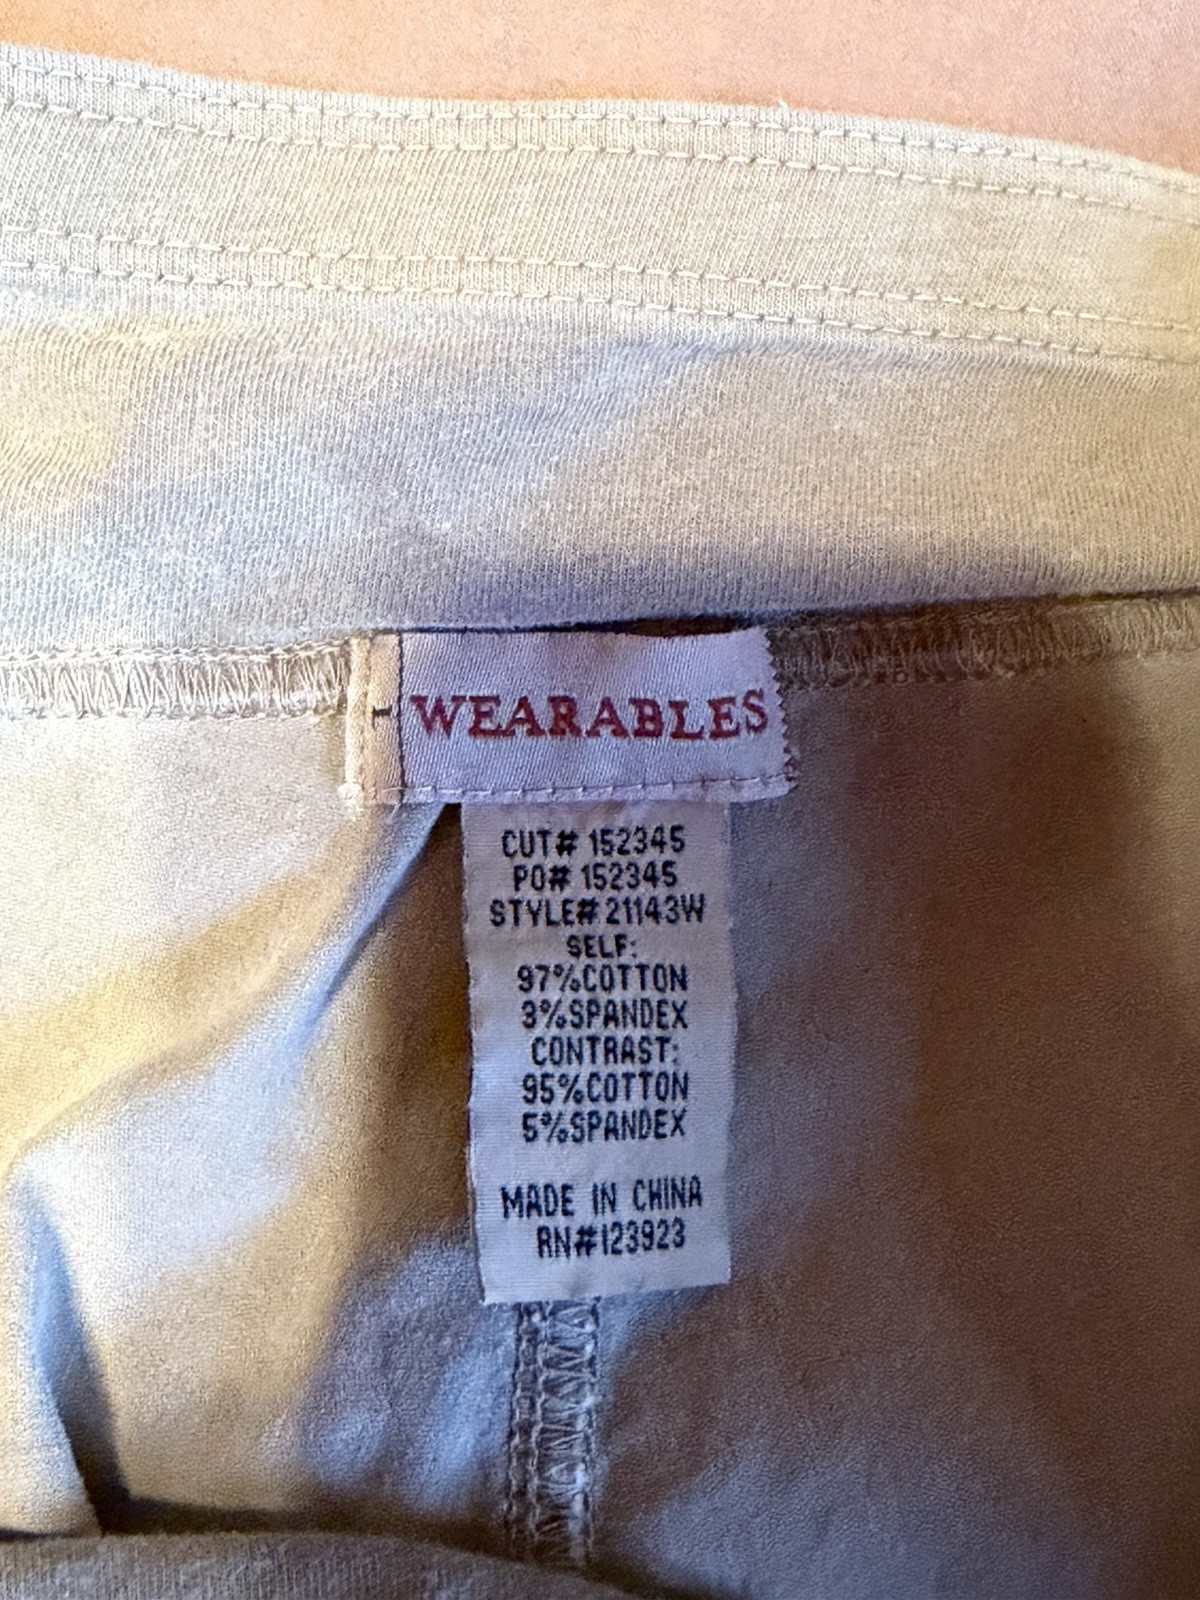 WEARABLES
CUT# 152345
PO# 152345
STYLE# 21143W
SELF:
97%COTTON
3%SPANDEX
CONTRAST:
95%COTTON
5%SPANDEX
MADE IN CHINA
RN#123923